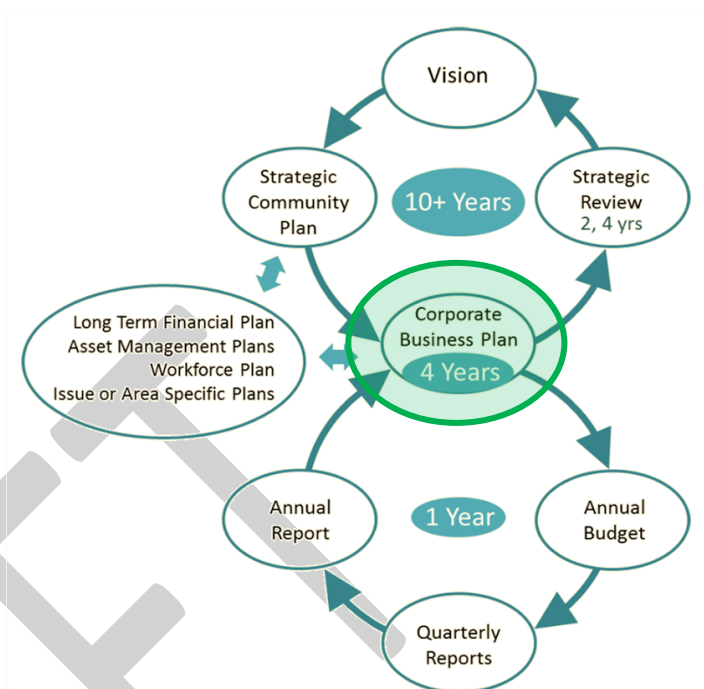 Vision
Strategic
Community
Plan
10+ Years
Strategic
Review
2, 4 yrs
Long Term Financial Plan
Asset Management Plans
Workforce Plan
Issue or Area Specific Plans
Corporate
Business Plan
4 Years
Annual
Report
1 Year
Annual
Budget
Quarterly
Reports